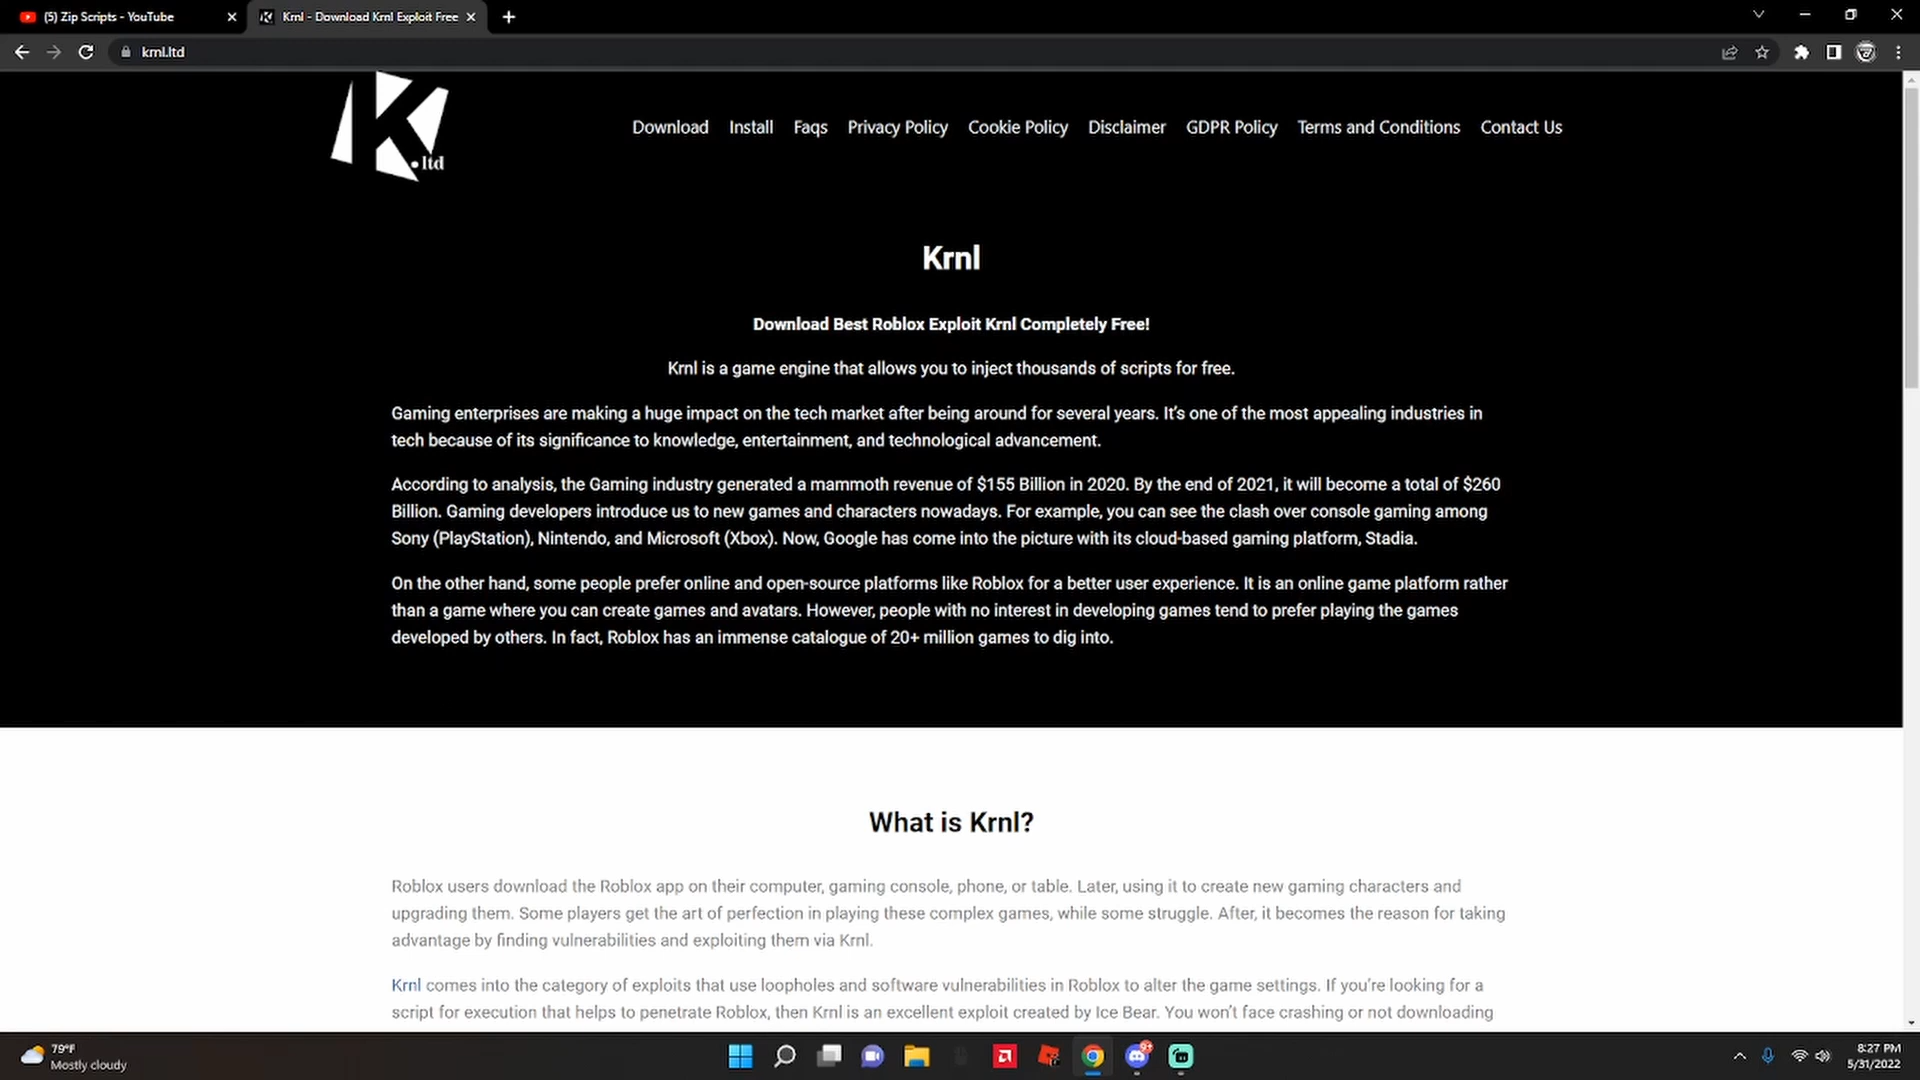 (5) Zip Scripts - YouTube
Krnl - Download Krnl Exploit Free
krnl.ltd
K.ltd
Download Install Faqs Privacy Policy Cookie Policy Disclaimer GDPR Policy Terms and Conditions Contact Us
Krnl
Download Best Roblox Exploit Krnl Completely Free!
Krnl is a game engine that allows you to inject thousands of scripts for free.
Gaming enterprises are making a huge impact on the tech market after being around for several years. It's one of the most appealing industries in
tech because of its significance to knowledge, entertainment, and technological advancement.
According to analysis, the Gaming industry generated a mammoth revenue of $155 Billion in 2020. By the end of 2021, it will become a total of $260
Billion. Gaming developers introduce us to new games and characters nowadays. For example, you can see the clash over console gaming among
Sony (PlayStation), Nintendo, and Microsoft (Xbox). Now, Google has come into the picture with its cloud-based gaming platform, Stadia.
On the other hand, some people prefer online and open-source platforms like Roblox for a better user experience. It is an online game platform rather
than a game where you can create games and avatars. However, people with no interest in developing games tend to prefer playing the games
developed by others. In fact, Roblox has an immense catalogue of 20+ million games to dig into.
What is Krnl?
Roblox users download the Roblox app on their computer, gaming console, phone, or table. Later, using it to create new gaming characters and
upgrading them. Some players get the art of perfection in playing these complex games, while some struggle. After, it becomes the reason for taking
advantage by finding vulnerabilities and exploiting them via Krnl.
Krnl comes into the category of exploits that use loopholes and software vulnerabilities in Roblox to alter the game settings. If you're looking for a
script for execution that helps to penetrate Roblox, then Krnl is an excellent exploit created by Ice Bear. You won't face crashing or not downloading
79°F
Mostly cloudy
9+
8:27 PM
5/31/2022